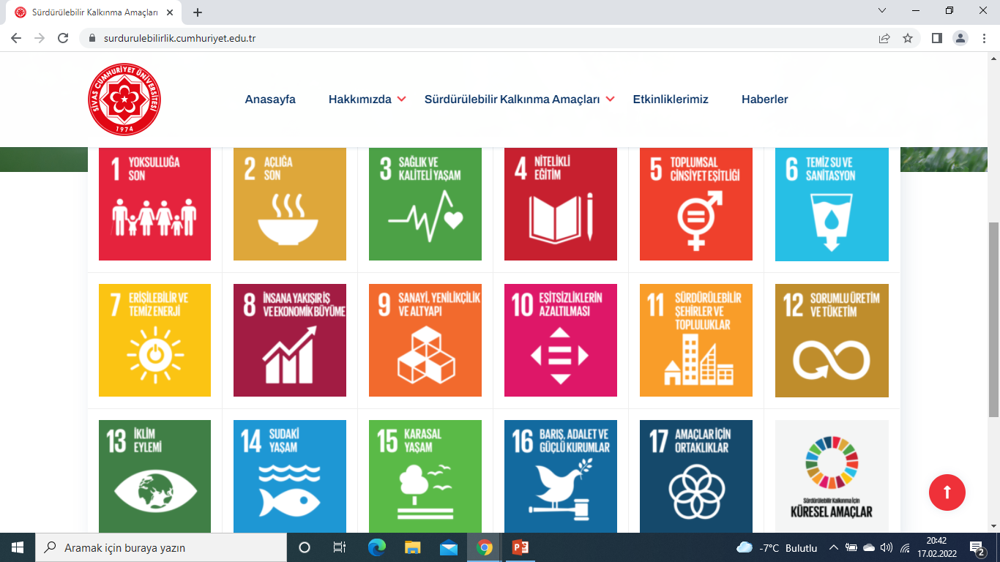 Sürdürülebilir Kalkınma Amaçları
surdurulebilirlik.cumhuriyet.edu.tr
SİVAS CUMHURİYET ÜNİVERSİTESİ
1974
Anasayfa
Hakkımızda
Sürdürülebilir Kalkınma Amaçları
Etkinliklerimiz
Haberler
1 YOKSULLUĞA
SON
2 AÇLIĞA
SON
3 SAĞLIK VE
KALİTELİ YAŞAM
4 NİTELİKLİ
EĞİTİM
5 TOPLUMSAL
CİNSİYET EŞİTLİĞİ
6 TEMİZ SU VE
SANİTASYON
7 ERİŞİLEBİLİR VE
TEMİZ ENERJİ
8 İNSANA YAKIŞIR İŞ
VE EKONOMİK BÜYÜME
9 SANAYİ, YENİLİKÇİLİK
VE ALTYAPI
10 EŞİTSİZLİKLERİN
AZALTILMASI
11 SÜRDÜRÜLEBİLİR
ŞEHİRLER VE
TOPLULUKLAR
12 SORUMLU ÜRETİM
VE TÜKETİM
13 İKLİM
EYLEMİ
14 SUDAKİ
YAŞAM
15 KARASAL
YAŞAM
16 BARIŞ, ADALET VE
GÜÇLÜ KURUMLAR
17 AMAÇLAR İÇİN
ORTAKLIKLAR
Sürdürülebilir Kalkınma İçin
KÜRESEL AMAÇLAR
Aramak için buraya yazın
-7°C Bulutlu
20:42
17.02.2022
2